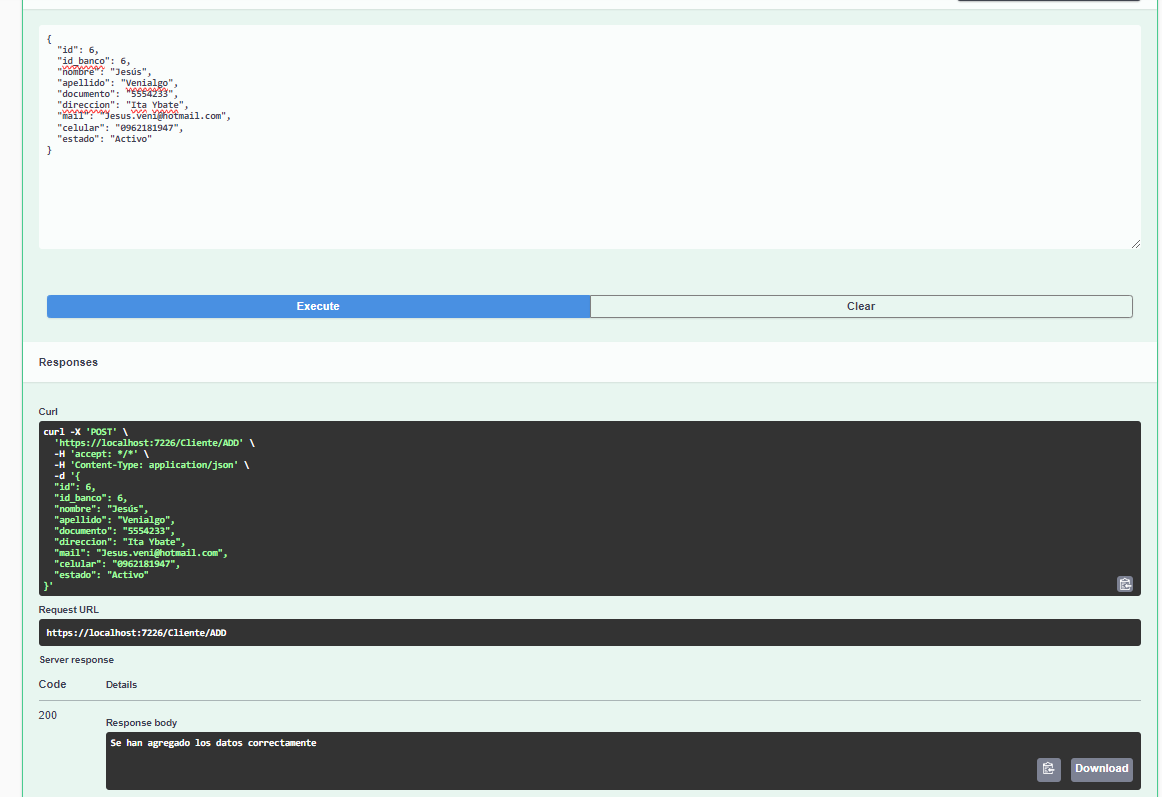 {
  "id": 6,
  "id_banco": 6,
  "nombre": "Jesús",
  "apellido": "Venialgo",
  "documento": "5554233",
  "direccion": "Ita Ybate",
  "mail": "Jesus.veni@hotmail.com",
  "celular": "0962181947",
  "estado": "Activo"
}
Execute
Clear
Responses
Curl
curl -X 'POST' \
  'https://localhost:7226/Cliente/ADD' \
  -H 'accept: */*' \
  -H 'Content-Type: application/json' \
  -d '{
  "id": 6,
  "id_banco": 6,
  "nombre": "Jesús",
  "apellido": "Venialgo",
  "documento": "5554233",
  "direccion": "Ita Ybate",
  "mail": "Jesus.veni@hotmail.com",
  "celular": "0962181947",
  "estado": "Activo"
}'
Request URL
https://localhost:7226/Cliente/ADD
Server response
Code Details
200
Response body
Se han agregado los datos correctamente
Download